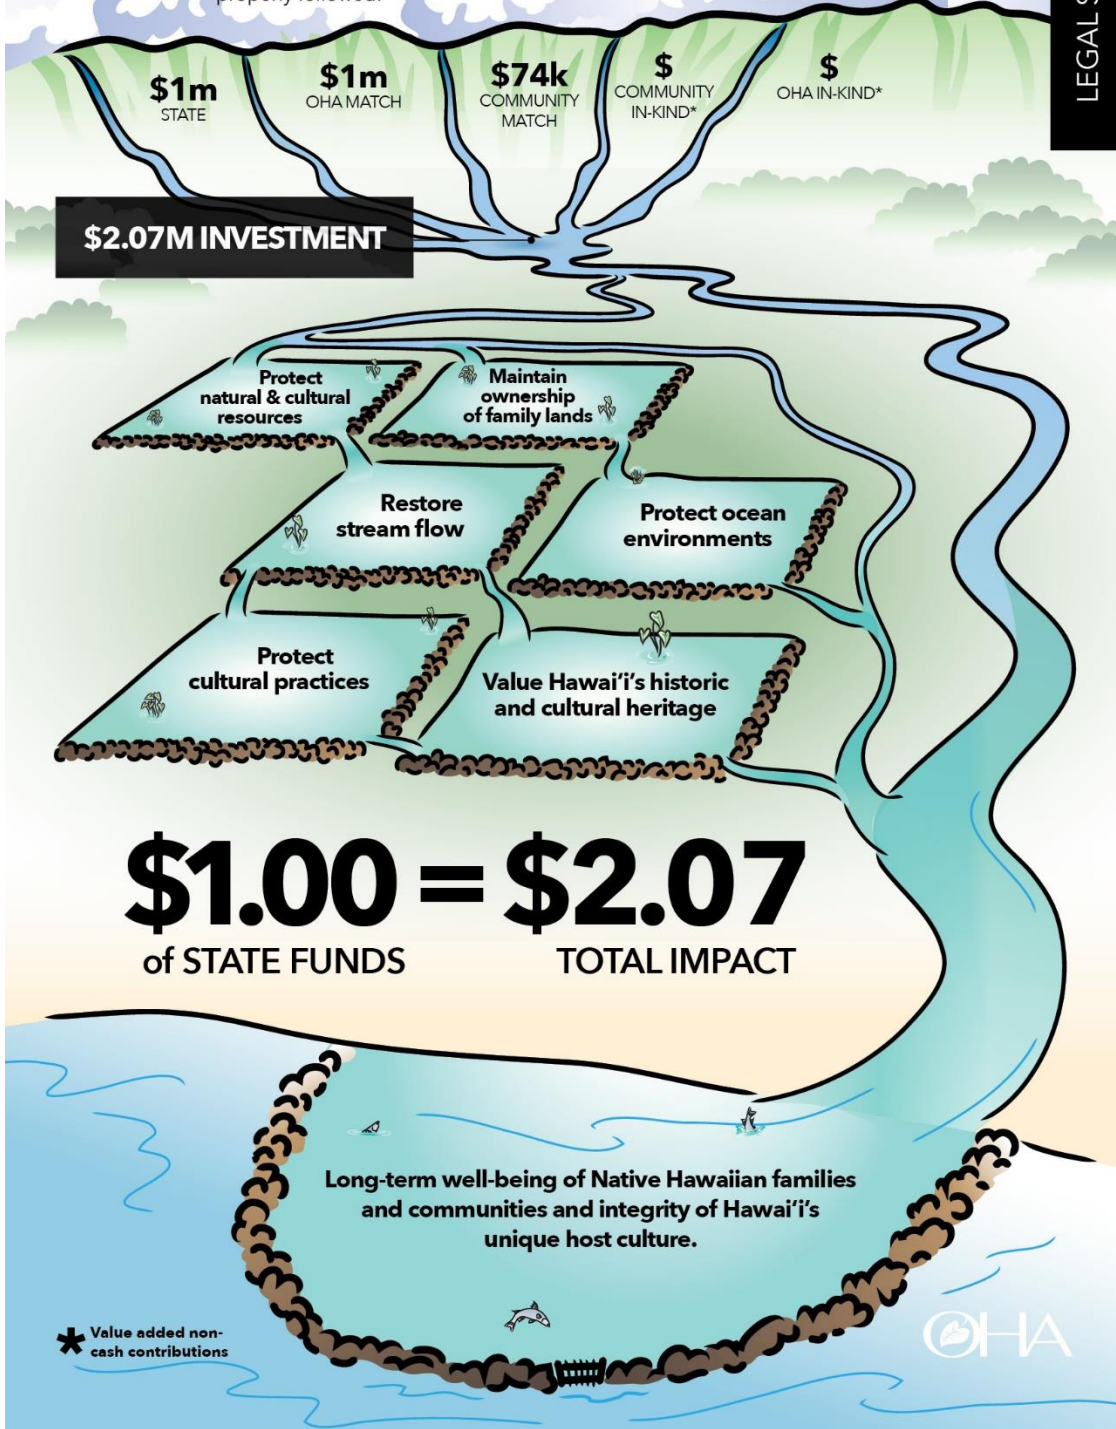 properly followed.
LEGAL S
$1m
STATE
$1m
OHA MATCH
$74k
COMMUNITY
MATCH
$
COMMUNITY
IN-KIND*
$
OHA IN-KIND*
$2.07M INVESTMENT
Protect
natural & cultural
resources
Maintain
ownership
of family lands
Restore
stream flow
Protect ocean
environments
Protect
cultural practices
Value Hawaiʻi’s historic
and cultural heritage
$1.00 = $2.07
of STATE FUNDS TOTAL IMPACT
Long-term well-being of Native Hawaiian families
and communities and integrity of Hawaiʻi’s
unique host culture.
* Value added non-
cash contributions
OHA